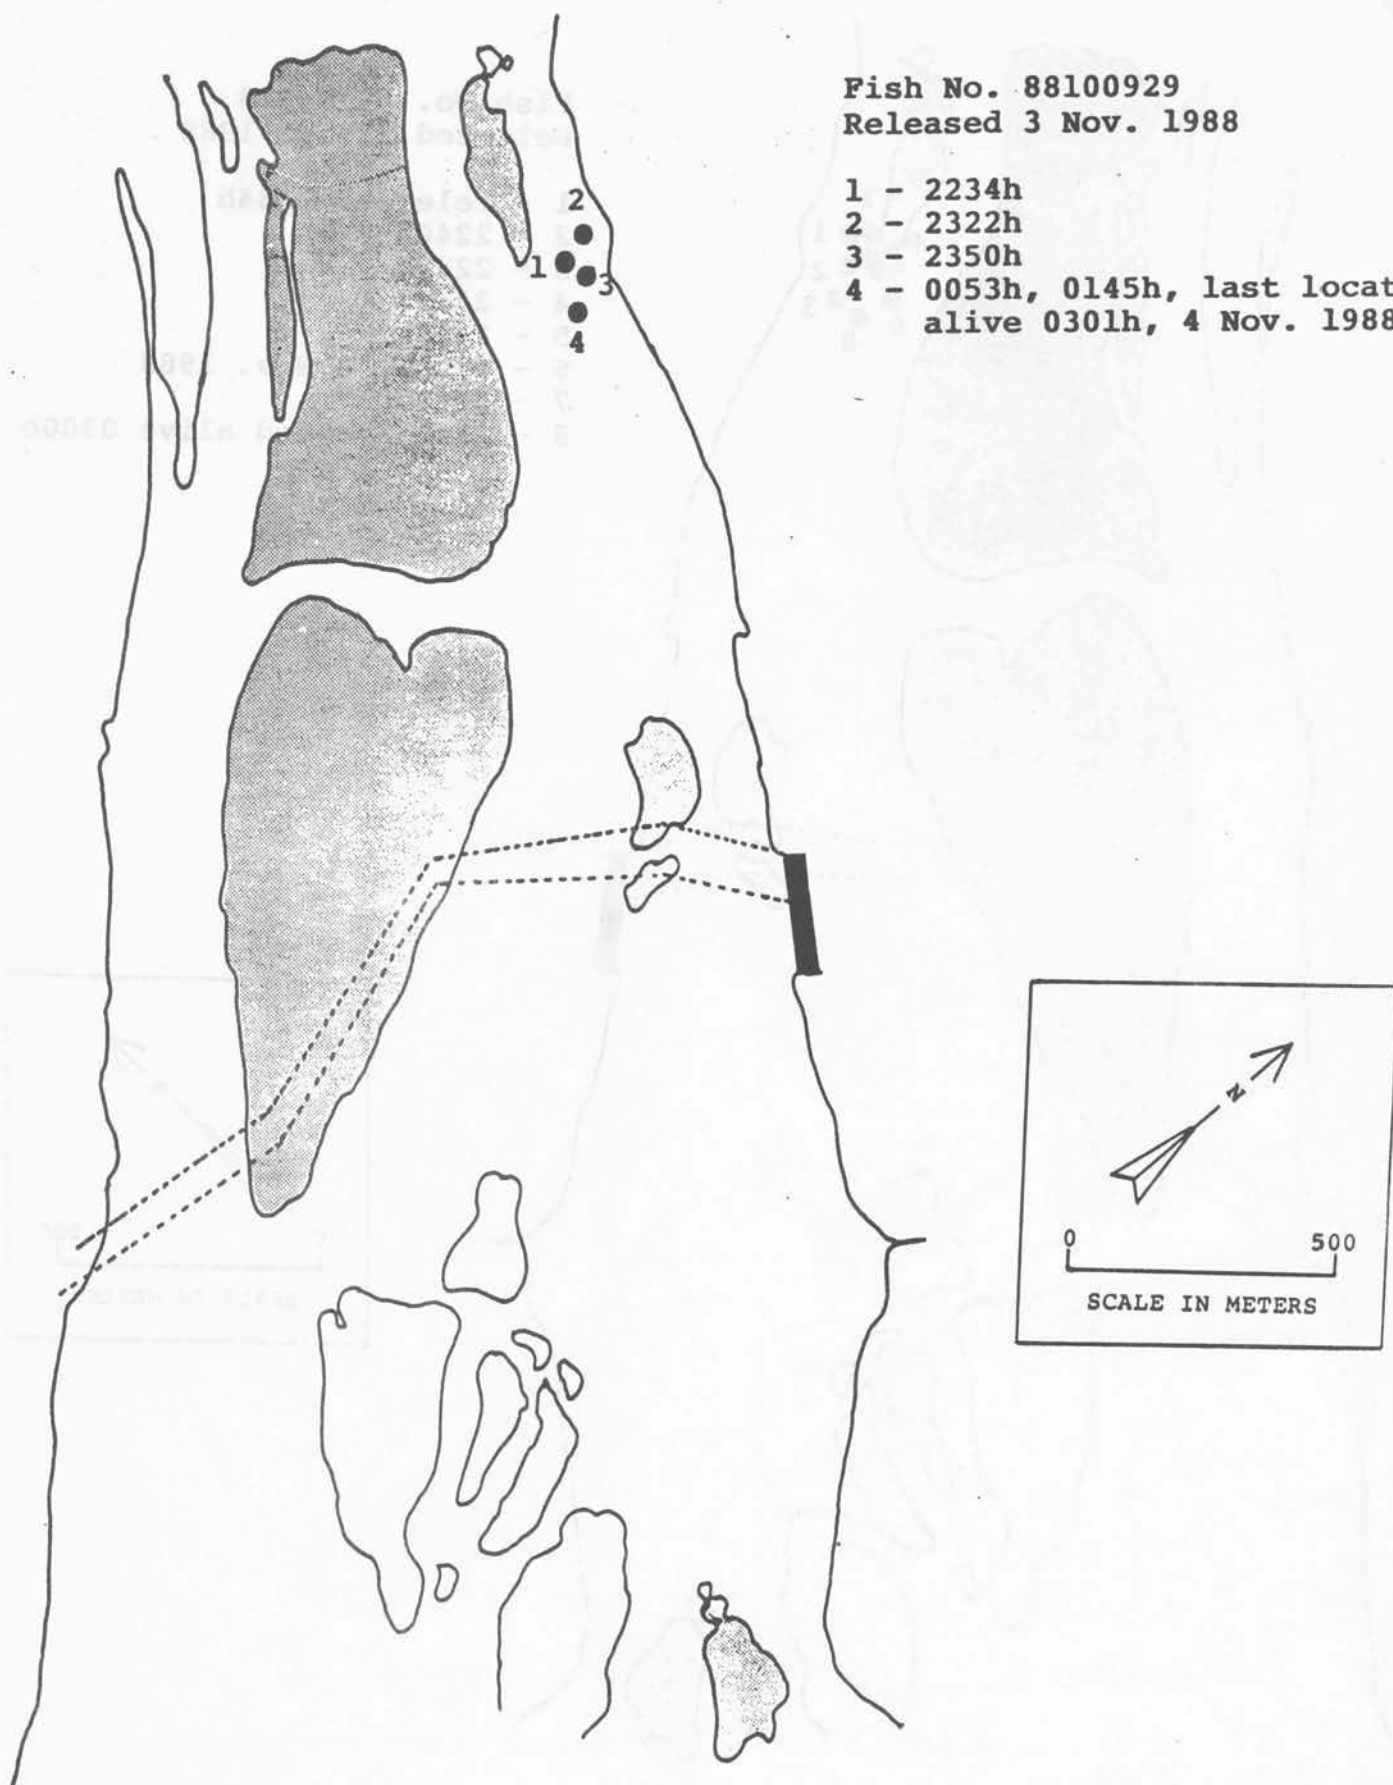 Fish No. 88100929
Released 3 Nov. 1988
1 - 2234h
2 - 2322h
3 - 2350h
4 - 0053h, 0145h, last locat
alive 0301h, 4 Nov. 1988
2
1
3
4
N
0 500
SCALE IN METERS